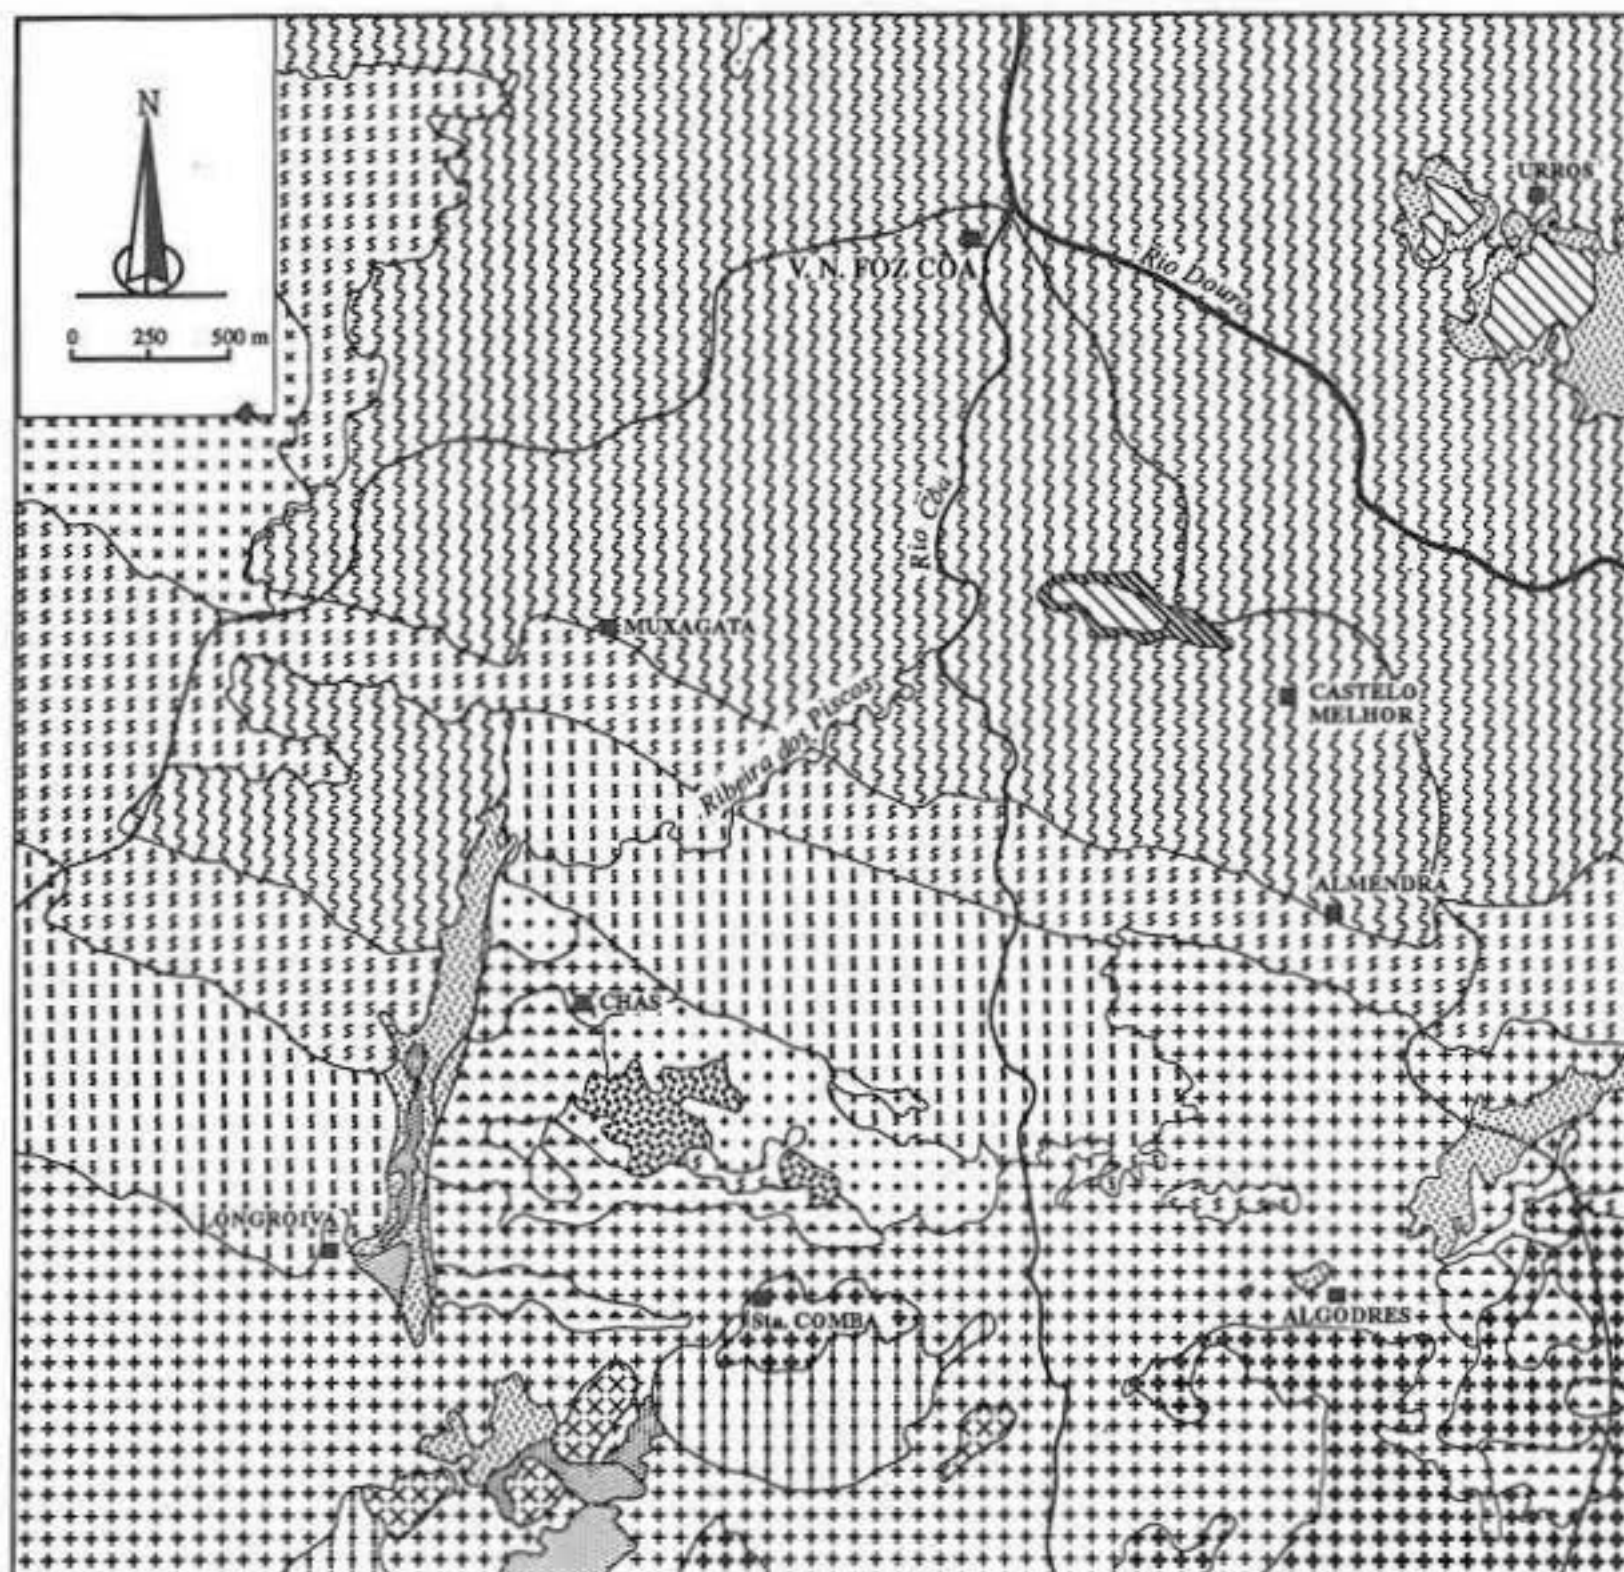 N
0 250 500 m
URROS
V. N. FOZ CÔA
Rio Douro
Rio Côa
MUXAGATA
CASTELO
MELHOR
Ribeira dos Piscos
ALMENDRA
CHAS
LONGROIVA
Sta. COMBA
ALGODRES